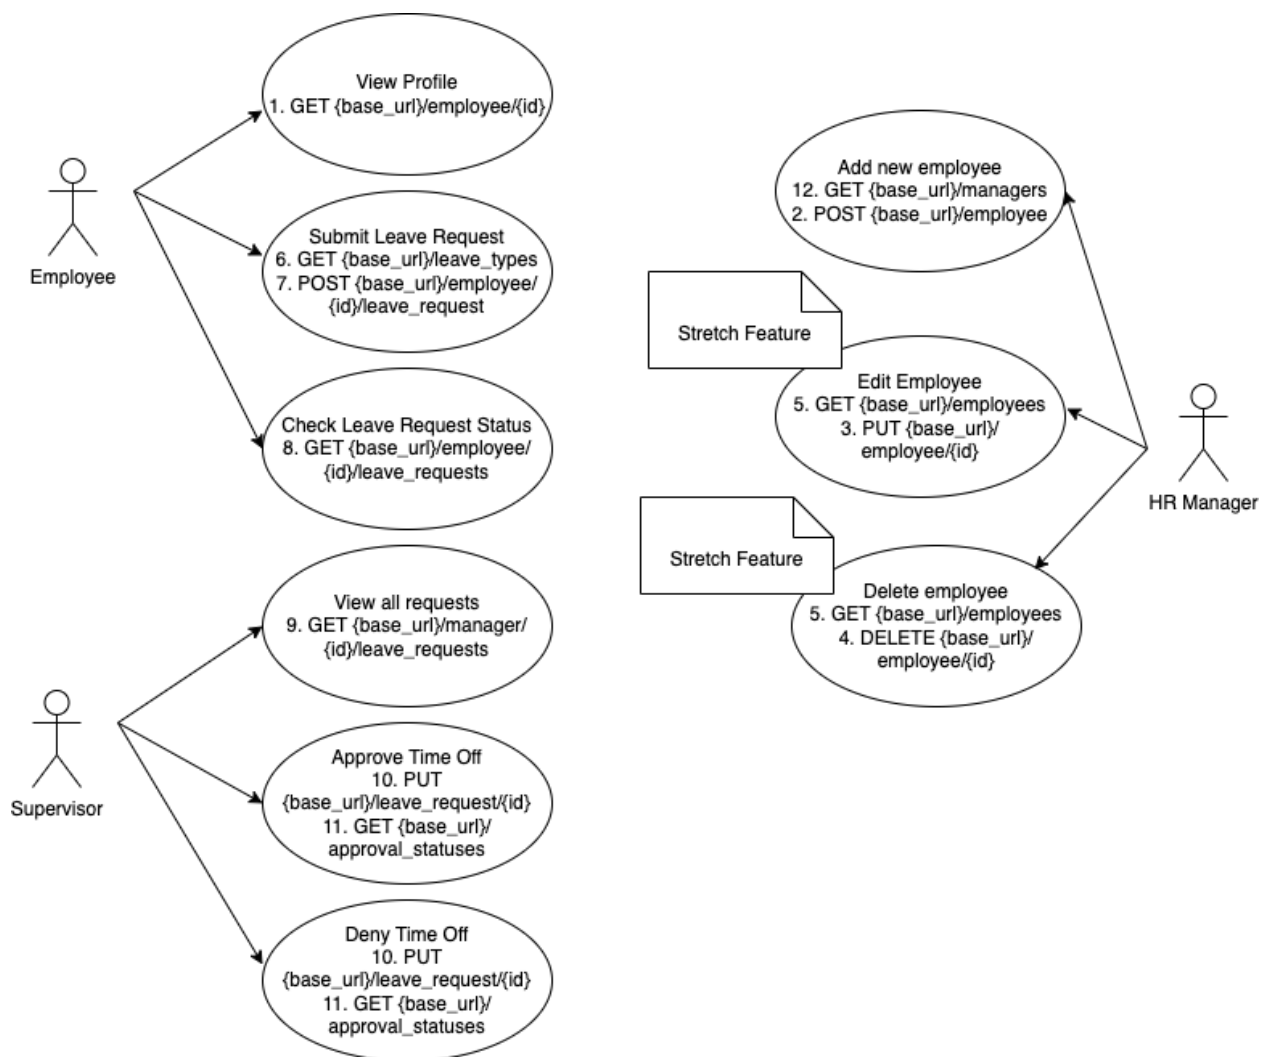 View Profile
1. GET {base_url}/employee/{id}
Employee
Submit Leave Request
6. GET {base_url}/leave_types
7. POST {base_url}/employee/
{id}/leave_request
Check Leave Request Status
8. GET {base_url}/employee/
{id}/leave_requests
View all requests
9. GET {base_url}/manager/
{id}/leave_requests
Supervisor
Approve Time Off
10. PUT
{base_url}/leave_request/{id}
11. GET {base_url}/
approval_statuses
Deny Time Off
10. PUT
{base_url}/leave_request/{id}
11. GET {base_url}/
approval_statuses
Add new employee
12. GET {base_url}/managers
2. POST {base_url}/employee
Stretch Feature
Edit Employee
5. GET {base_url}/employees
3. PUT {base_url}/
employee/{id}
HR Manager
Stretch Feature
Delete employee
5. GET {base_url}/employees
4. DELETE {base_url}/
employee/{id}